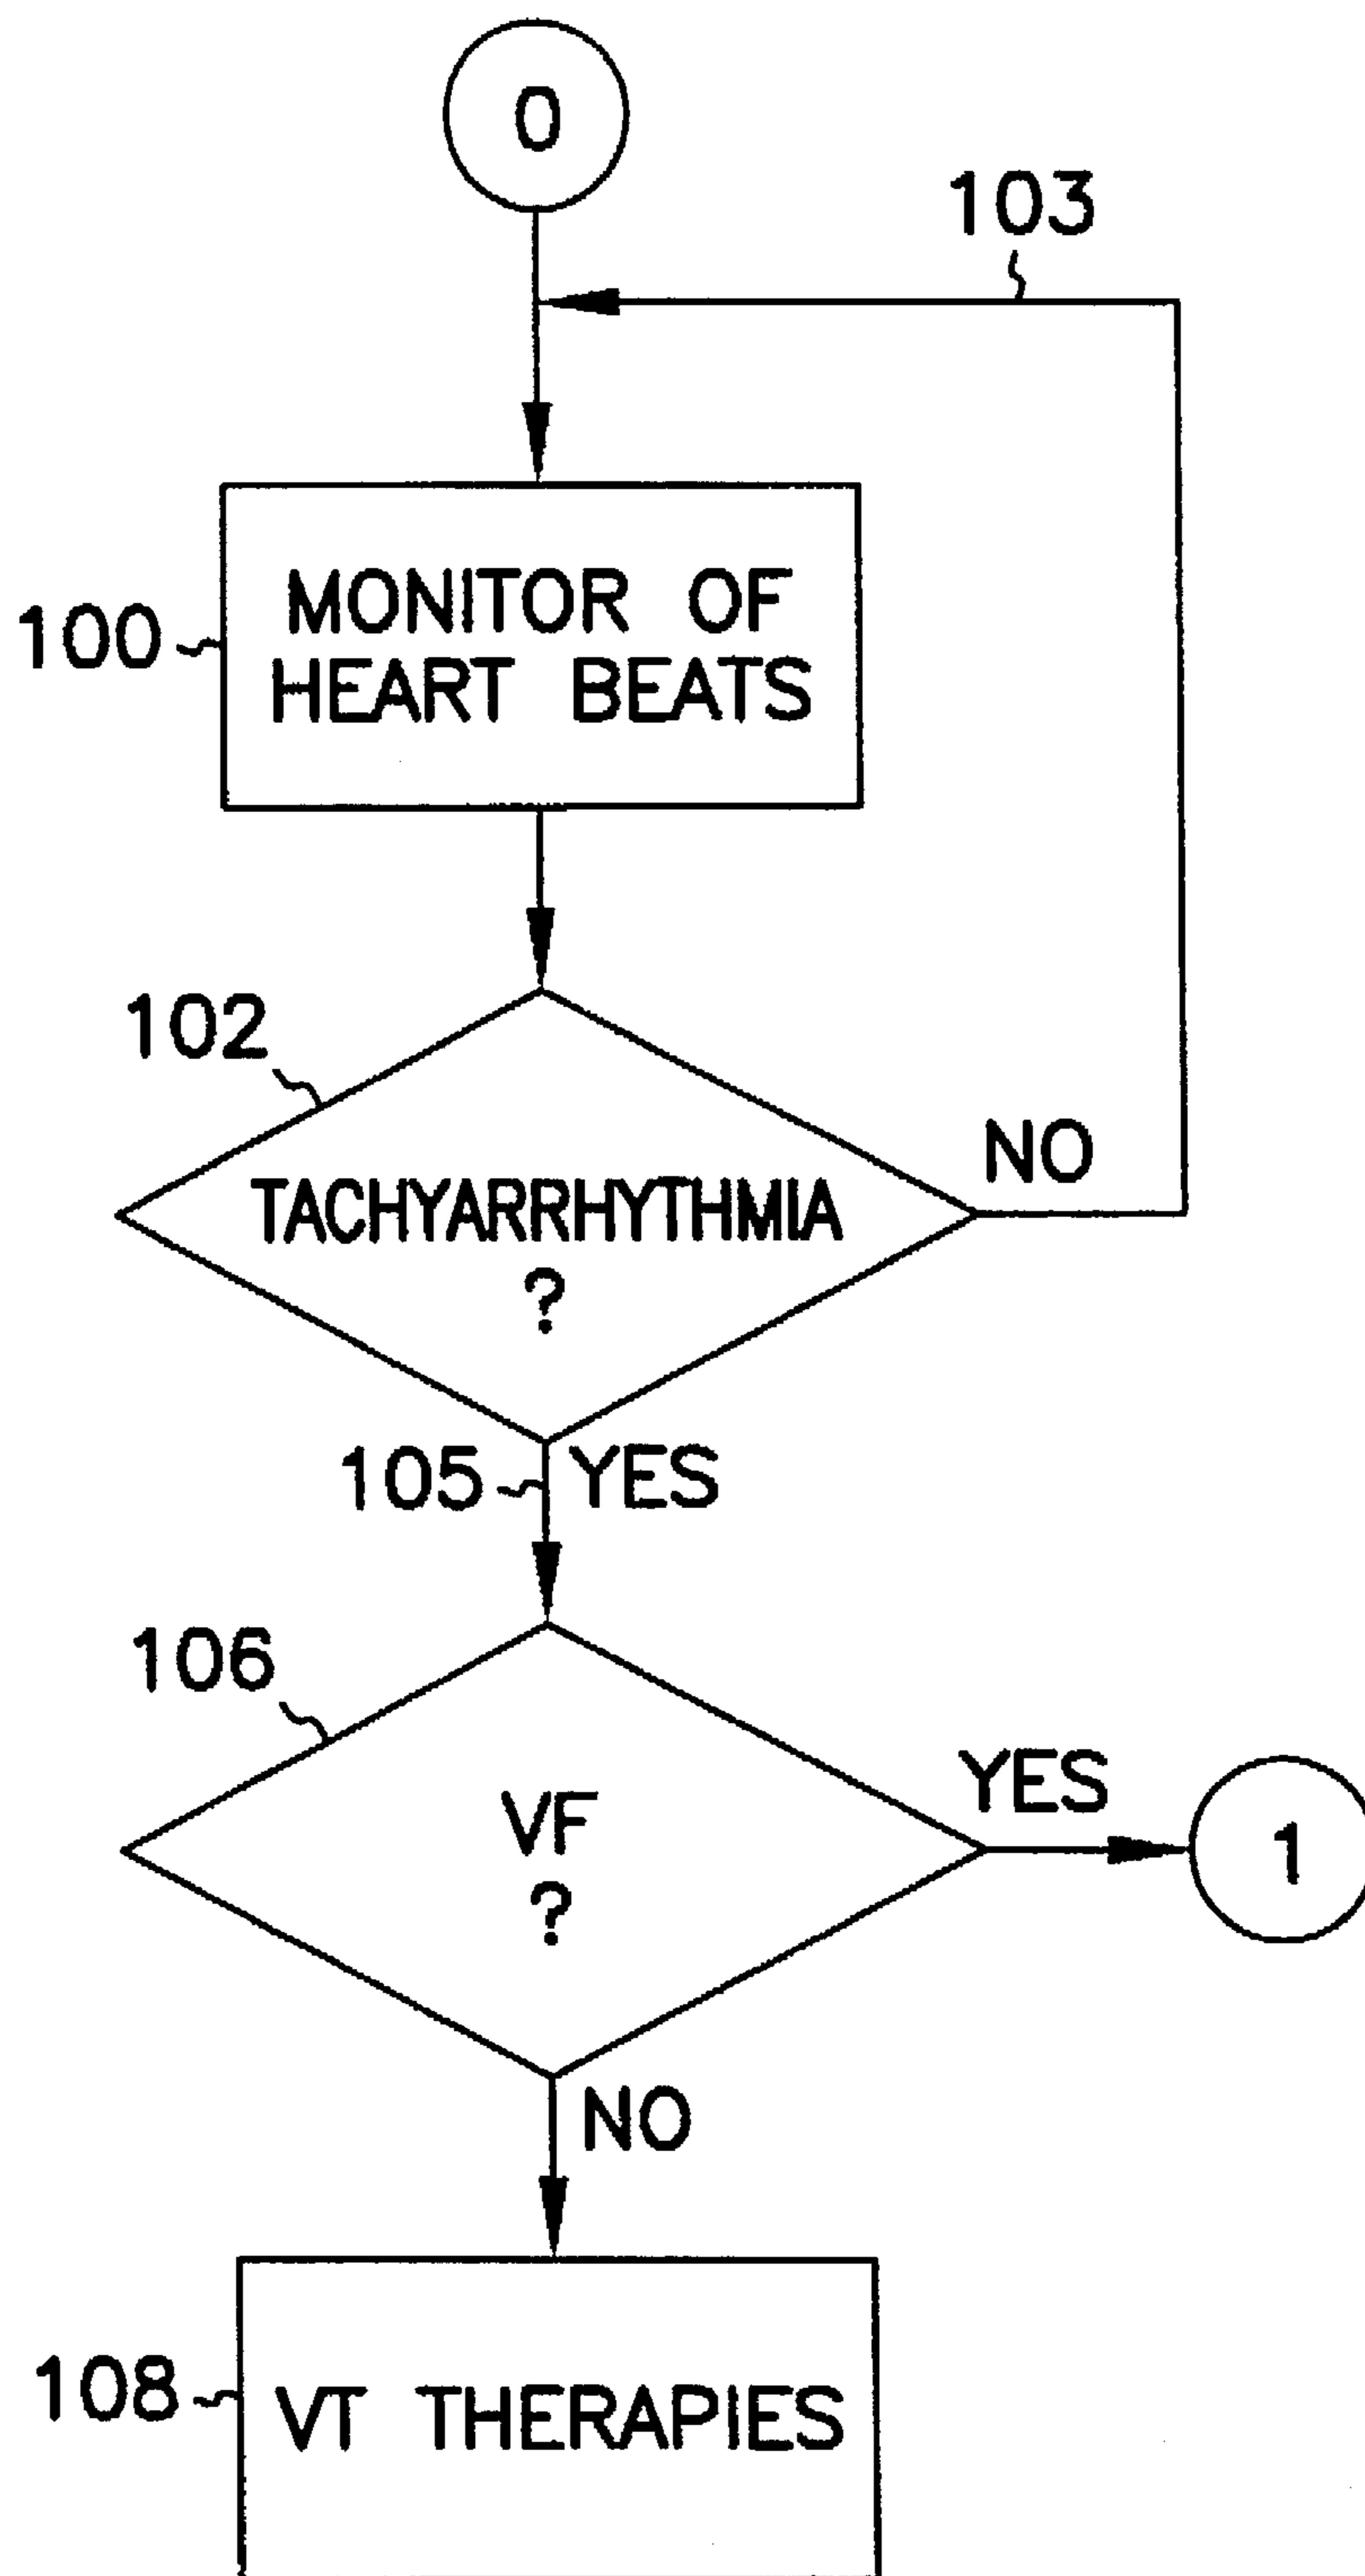 0
103
100
MONITOR OF
HEART BEATS
102
TACHYARRHYTHMIA
?
NO
105
YES
106
VF
?
YES
1
NO
108
VT THERAPIES